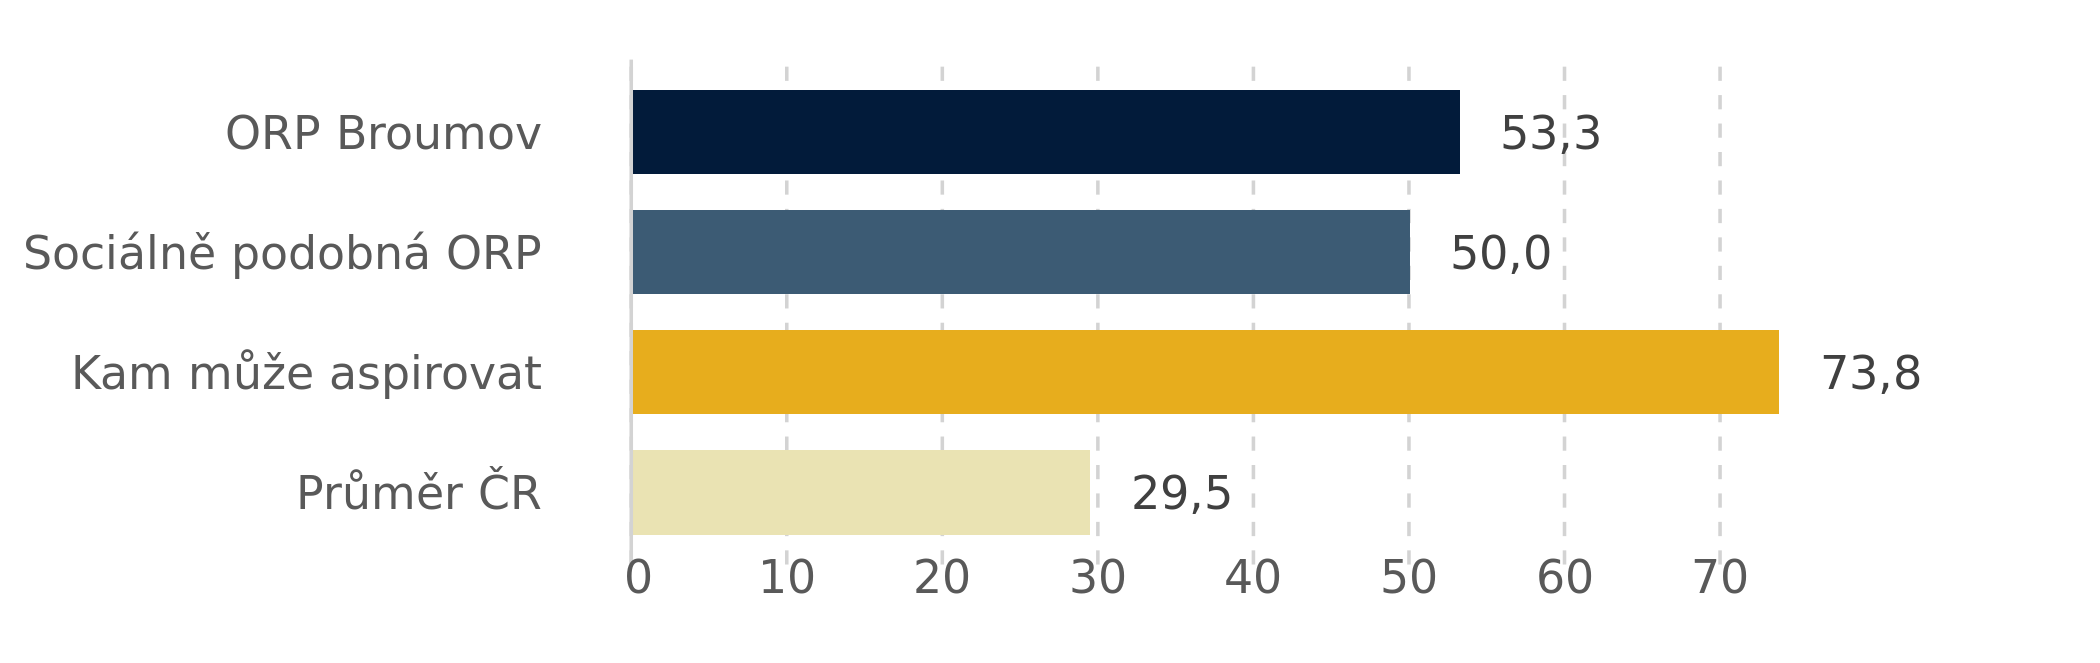 ORP Broumov 53,3
Sociálně podobná ORP 50,0
Kam může aspirovat 73,8
Průměr ČR 29,5
0 10 20 30 40 50 60 70